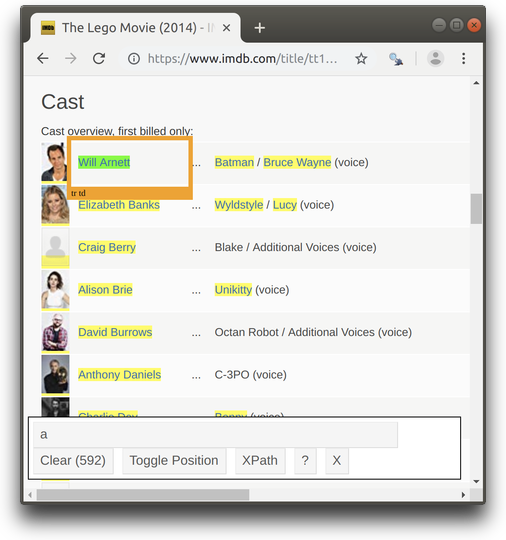 IMDb The Lego Movie (2014) - I
https://www.imdb.com/title/tt1...
Cast
Cast overview, first billed only:
Will Arnett ... Batman / Bruce Wayne (voice)
tr td
Elizabeth Banks ... Wyldstyle / Lucy (voice)
Craig Berry ... Blake / Additional Voices (voice)
Alison Brie ... Unikitty (voice)
David Burrows ... Octan Robot / Additional Voices (voice)
Anthony Daniels ... C-3PO (voice)
Charlie Day ... Benny (voice)
a
Clear (592) Toggle Position XPath ? X